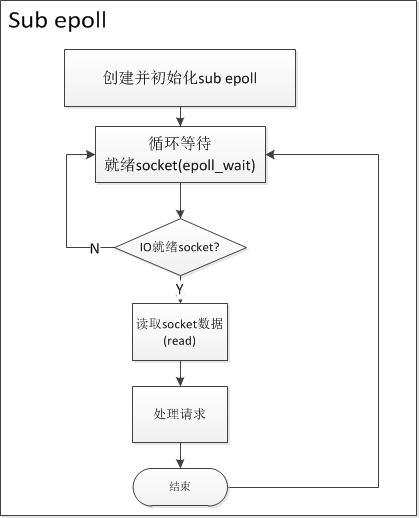 Sub epoll
创建并初始化sub epoll
循环等待
就绪socket(epoll_wait)
IO就绪socket?
N
Y
读取socket数据
(read)
处理请求
结束